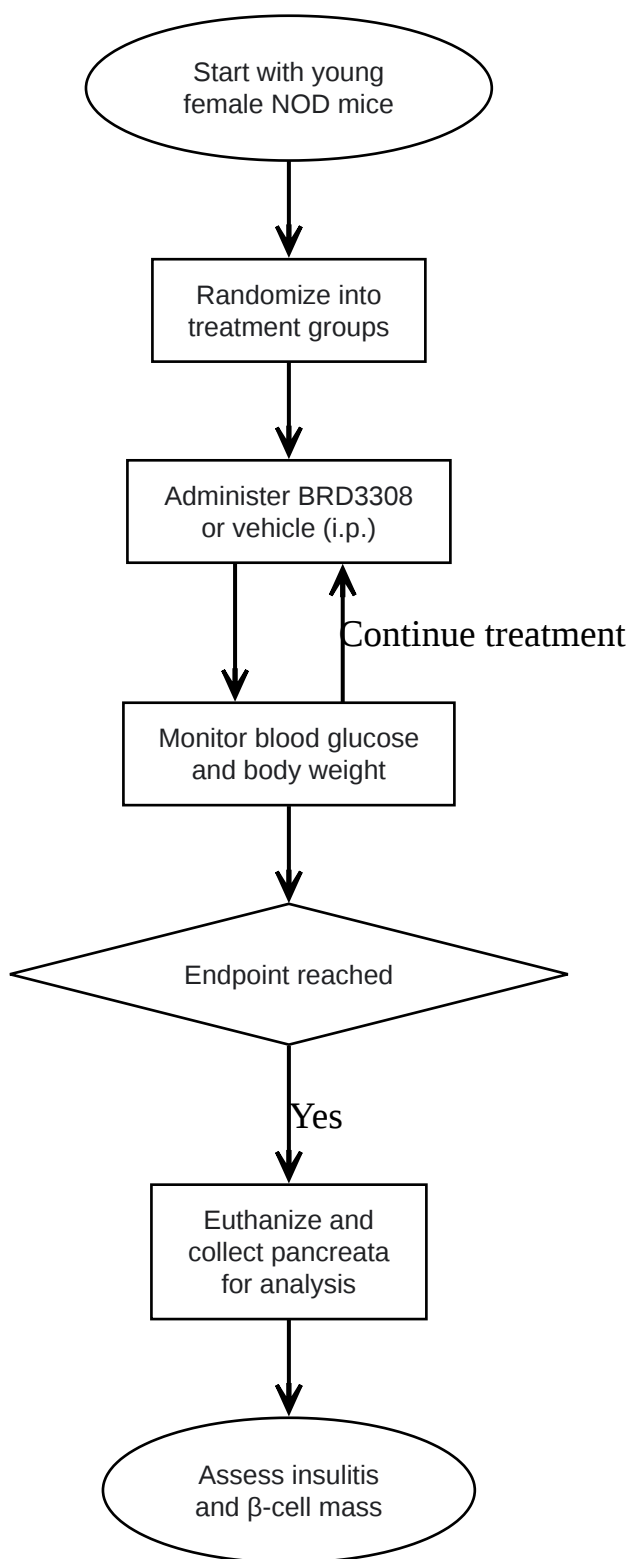 Start with young
female NOD mice
Randomize into
treatment groups
Administer BRD3308
or vehicle (i.p.)
Continue treatment
Monitor blood glucose
and body weight
Endpoint reached
Yes
Euthanize and
collect pancreata
for analysis
Assess insulitis
and β-cell mass